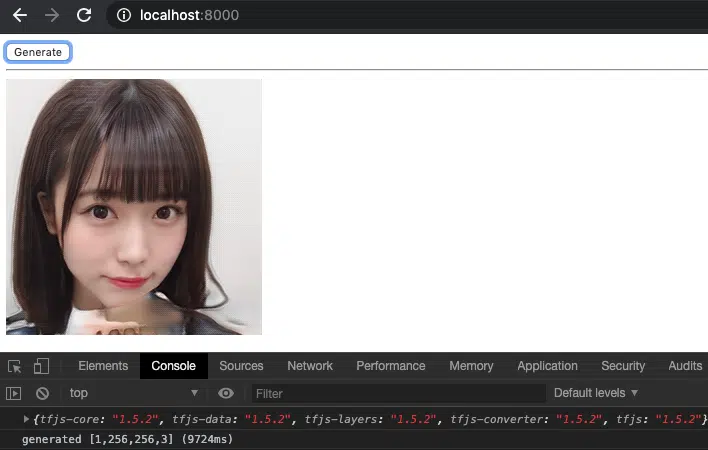 localhost:8000
Generate
Elements Console Sources Network Performance Memory Application Security Audits
top Filter Default levels
{tfjs-core: "1.5.2", tfjs-data: "1.5.2", tfjs-layers: "1.5.2", tfjs-converter: "1.5.2", tfjs: "1.5.2"}
generated [1,256,256,3] (9724ms)